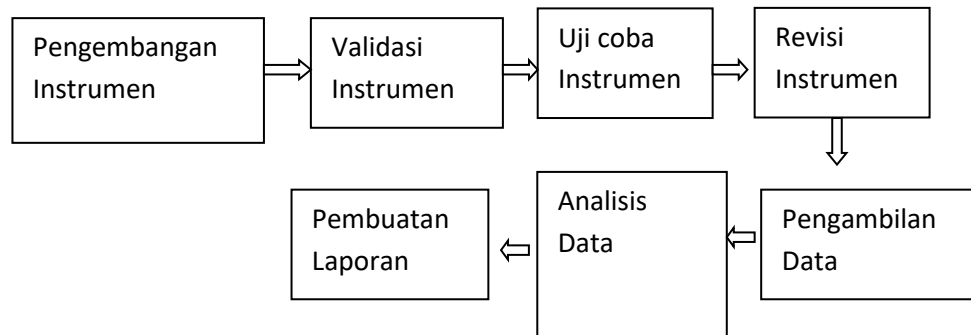 Pengembangan
Instrumen
Validasi
Instrumen
Uji coba
Instrumen
Revisi
Instrumen
Pengambilan
Data
Analisis
Data
Pembuatan
Laporan